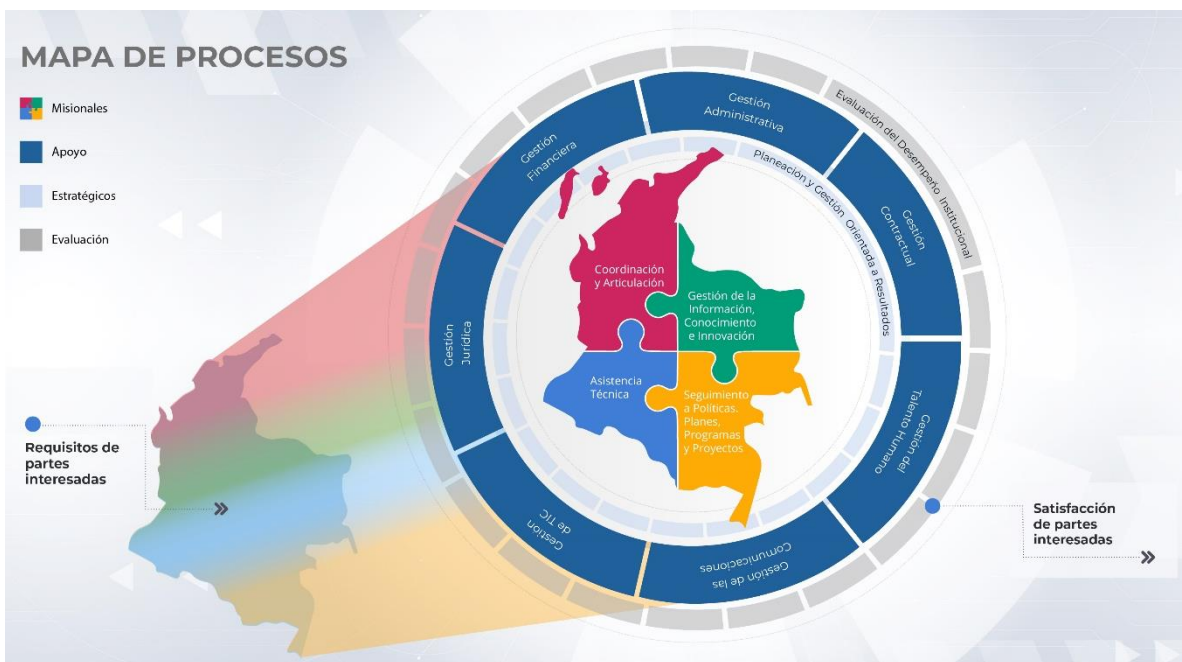 MAPA DE PROCESOS
Misionales
Apoyo
Estratégicos
Evaluación
Requisitos de
partes
interesadas
Gestión
Financiera
Gestión
Administrativa
Evaluación del Desempeño Institucional
Planeación y Gestión Orientada a Resultados
Gestión
Contractual
Gestión
Jurídica
Coordinación
y Articulación
Gestión de la
Información,
Conocimiento
e Innovación
Asistencia
Técnica
Seguimiento
a Políticas.
Planes,
Programas
y Proyectos
Gestión del
Talento Humano
Gestion
de TIC
Gestión de las
Comunicaciones
Satisfacción
de partes
interesadas